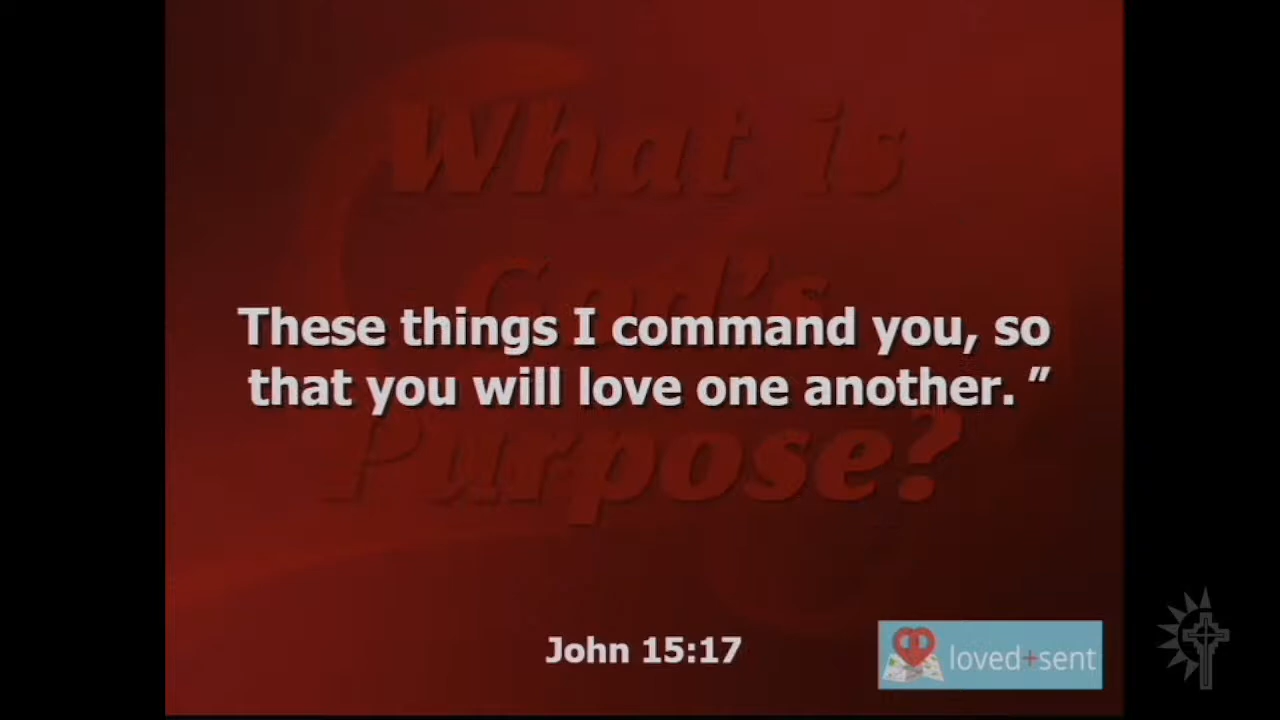 What is
God's
These things I command you, so
that you will love one another. ”
Purpose?
John 15:17
loved+sent